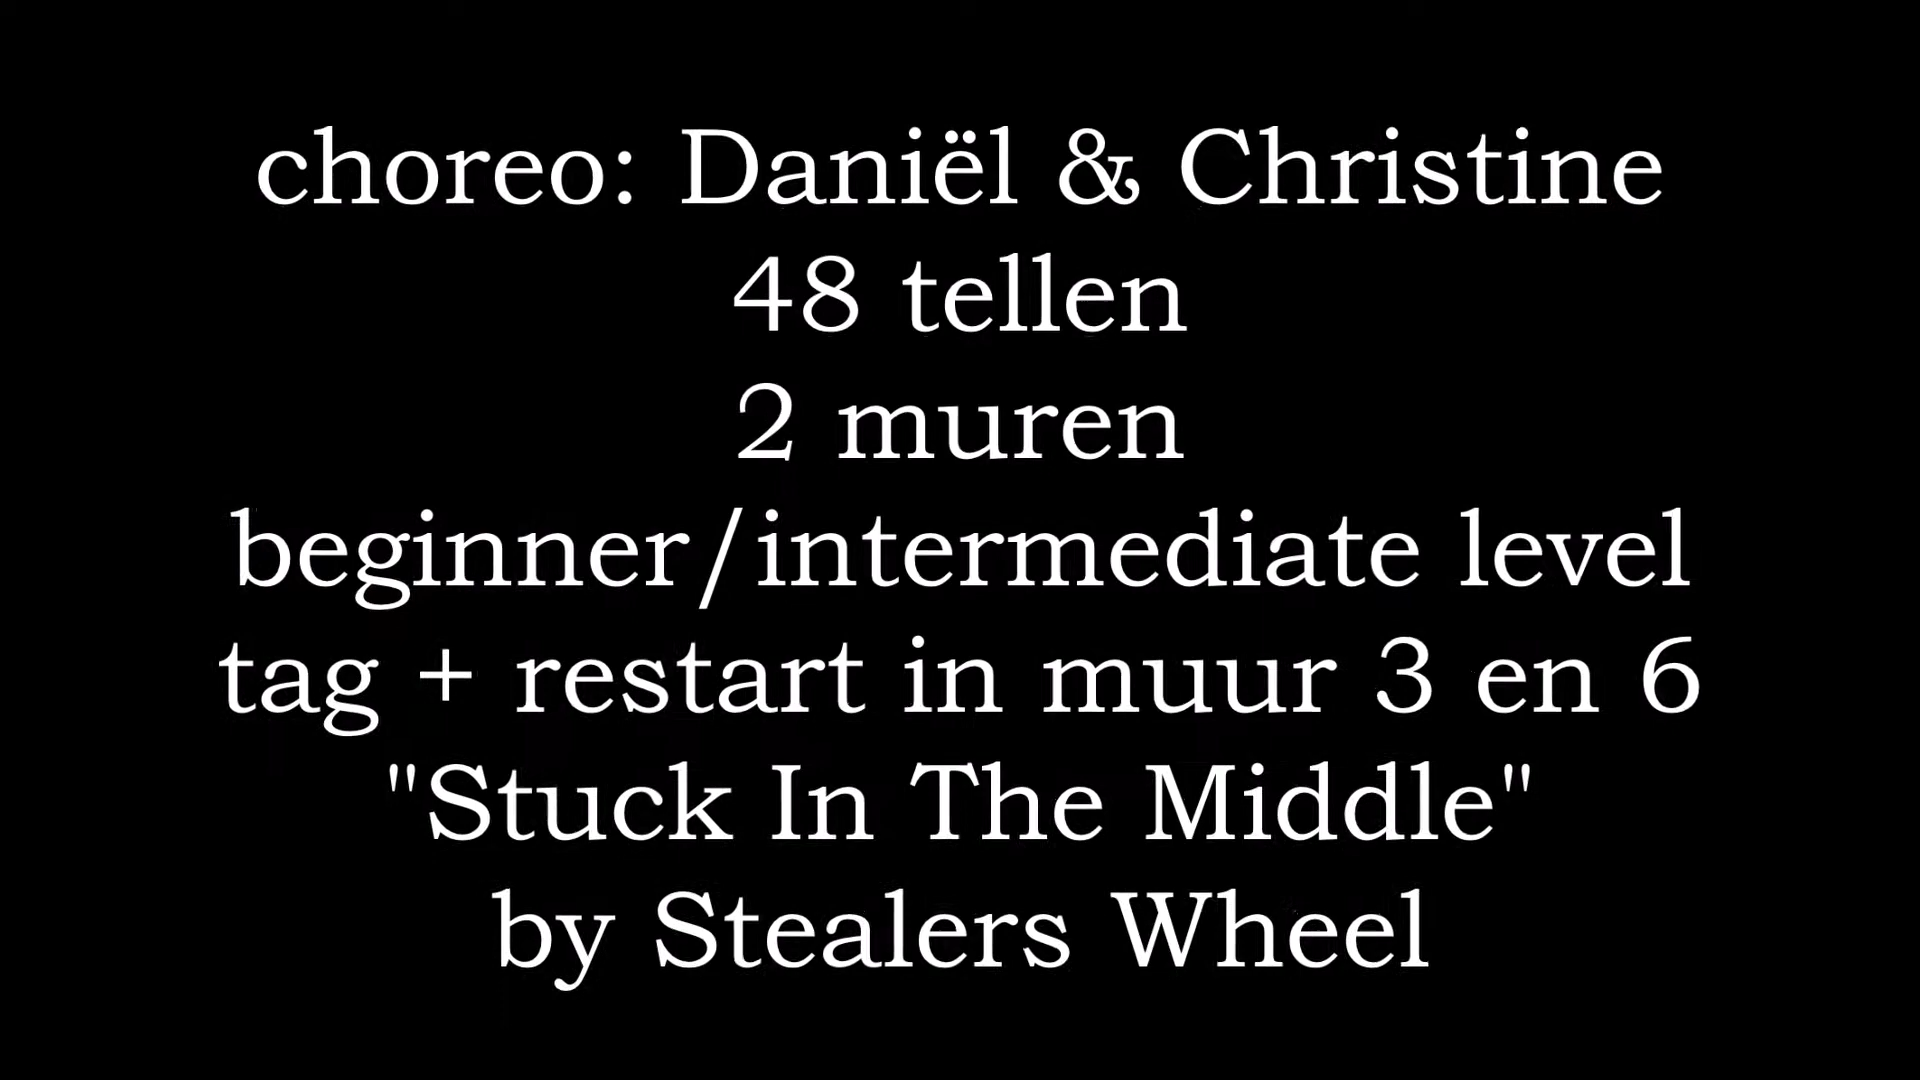 choreo: Daniël & Christine
48 tellen
2 muren
beginner/intermediate level
tag + restart in muur 3 en 6
"Stuck In The Middle"
by Stealers Wheel